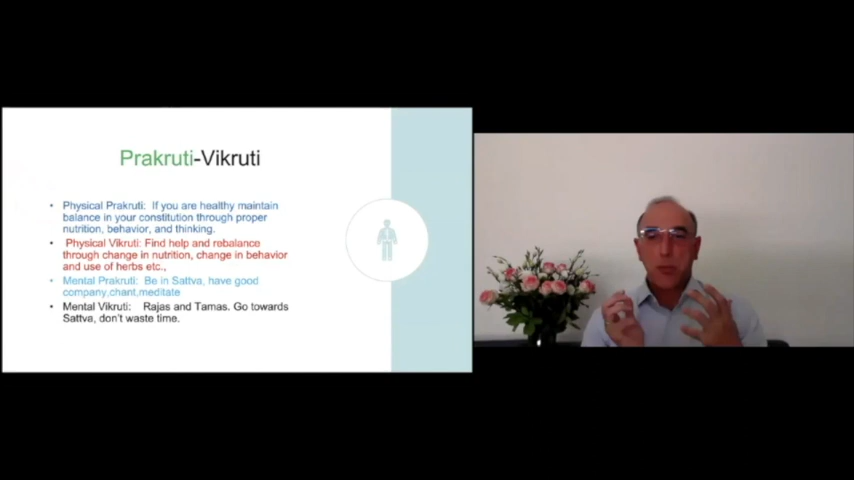 Prakruti-Vikruti
• Physical Prakruti: If you are healthy maintain
balance in your constitution through proper
nutrition, behavior, and thinking.
• Physical Vikruti: Find help and rebalance
through change in nutrition, change in behavior
and use of herbs etc.,
• Mental Prakruti: Be in Sattva, have good
company,chant,meditate
• Mental Vikruti: Rajas and Tamas. Go towards
Sattva, don't waste time.